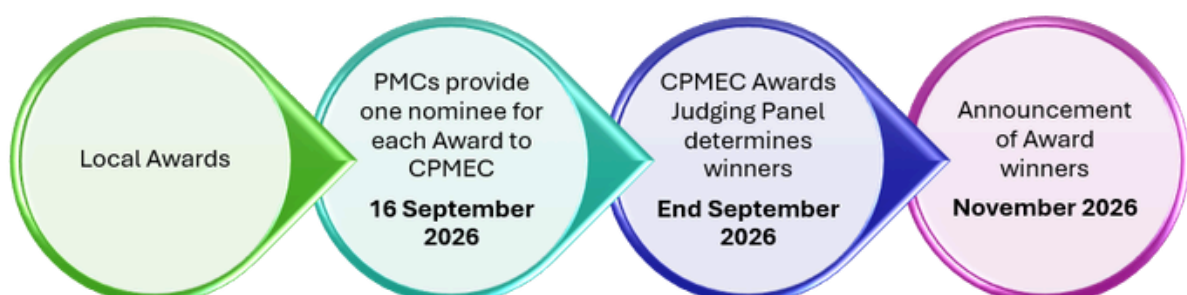 Local Awards
PMCs provide
one nominee for
each Award to
CPMEC
16 September
2026
CPMEC Awards
Judging Panel
determines
winners
End September
2026
Announcement
of Award
winners
November 2026